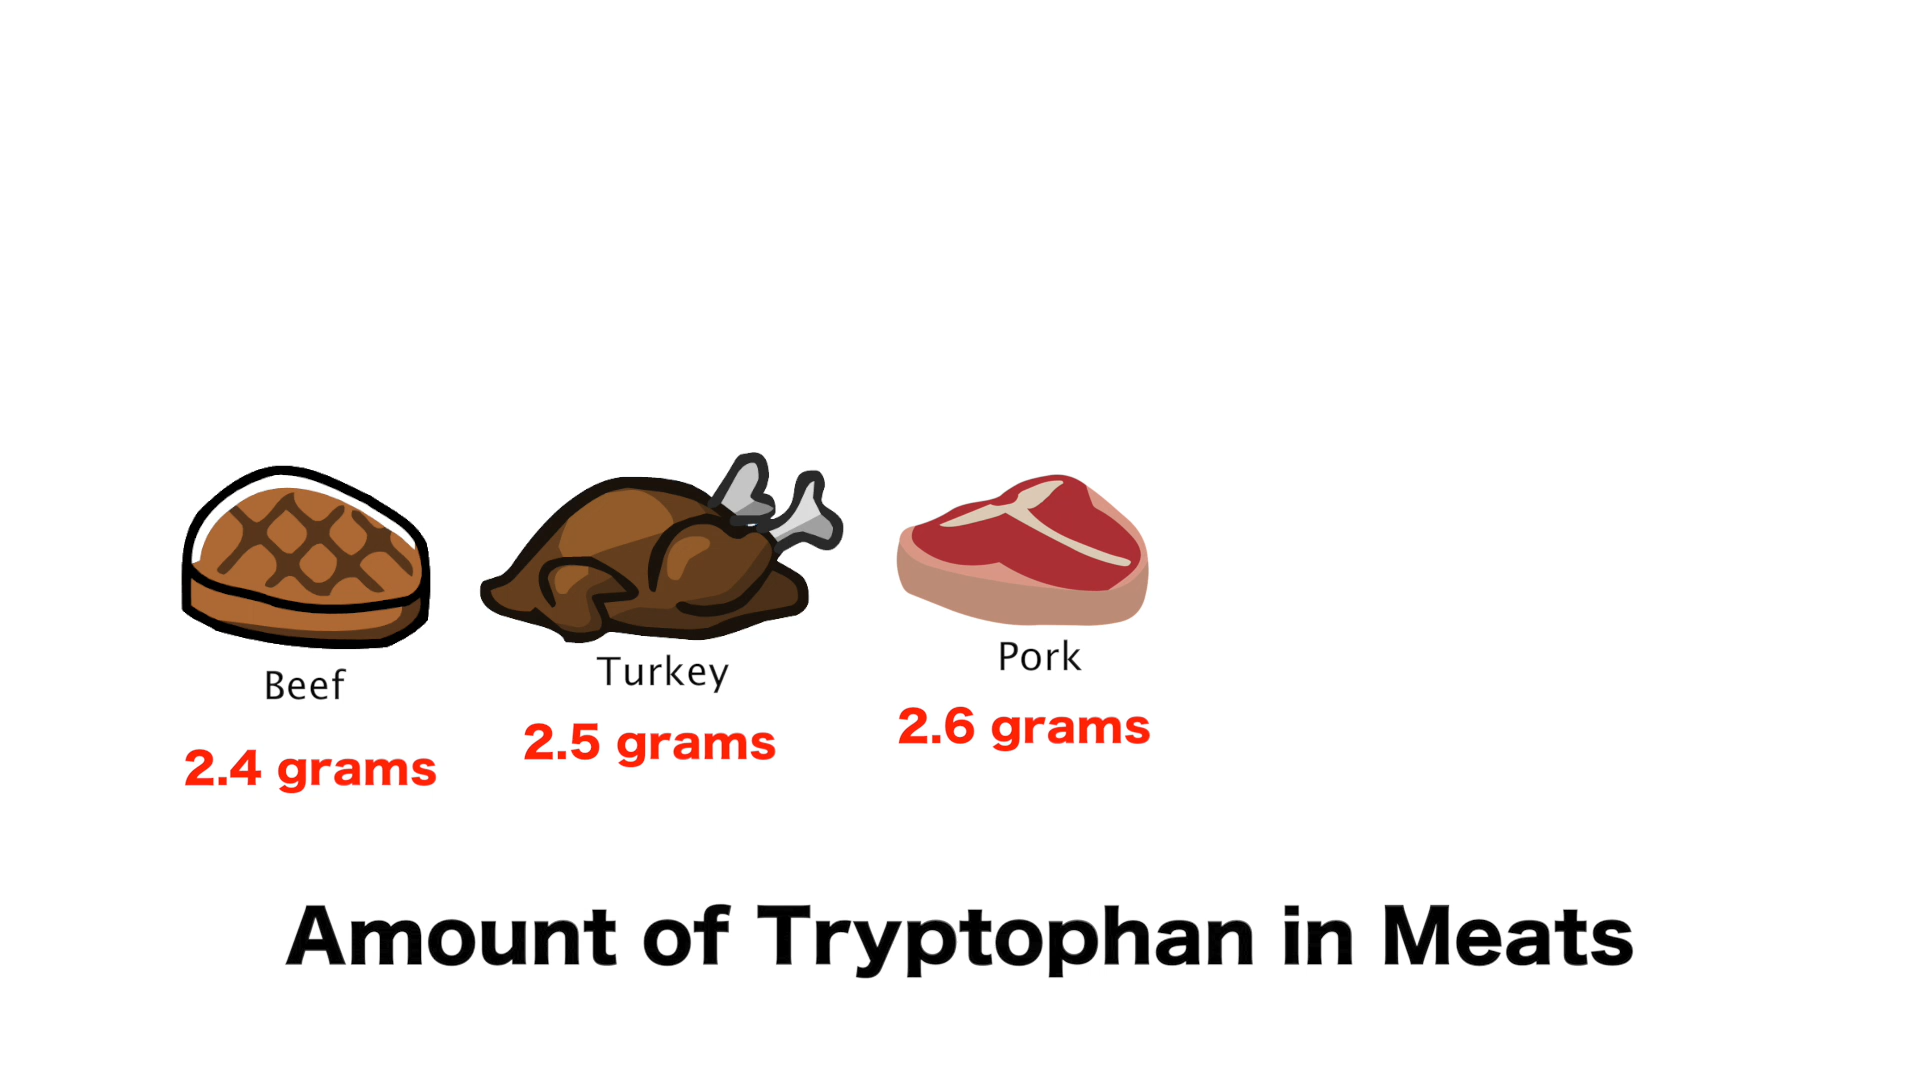 Beef
2.4 grams
Turkey
2.5 grams
Pork
2.6 grams
Amount of Tryptophan in Meats